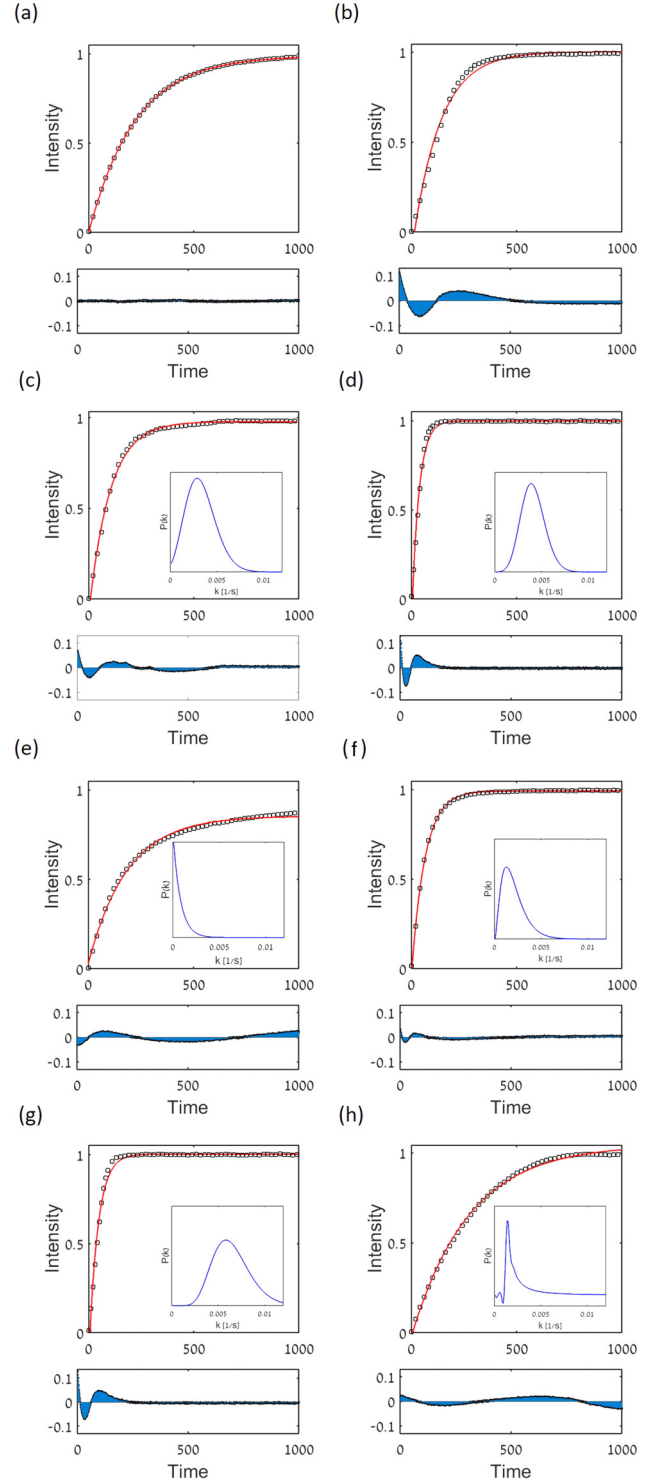 (a)
1
0.5
0
Intensity
0 500 1000
0.1
0
-0.1
0 500 1000
Time
(b)
1
0.5
0
Intensity
0 500 1000
0.1
0
-0.1
0 500 1000
Time
(c)
1
0.5
0
Intensity
P(k)
0 0.005 0.01
k [1/S]
0 500 1000
0.1
0
-0.1
0 500 1000
Time
(d)
1
0.5
0
Intensity
P(k)
0 0.005 0.01
k [1/S]
0 500 1000
0.1
0
-0.1
0 500 1000
Time
(e)
1
0.5
0
Intensity
P(k)
0 0.005 0.01
k [1/S]
0 500 1000
0.1
0
-0.1
0 500 1000
Time
(f)
1
0.5
0
Intensity
P(k)
0 0.005 0.01
k [1/S]
0 500 1000
0.1
0
-0.1
0 500 1000
Time
(g)
1
0.5
0
Intensity
P(k)
0 .005 0.01
k [1/S]
0 500 1000
0.1
0
-0.1
0 500 1000
Time
(h)
1
0.5
0
Intensity
P(k)
0 0.005 0.01
k [1/S]
0 500 1000
0.1
0
-0.1
0 500 1000
Time